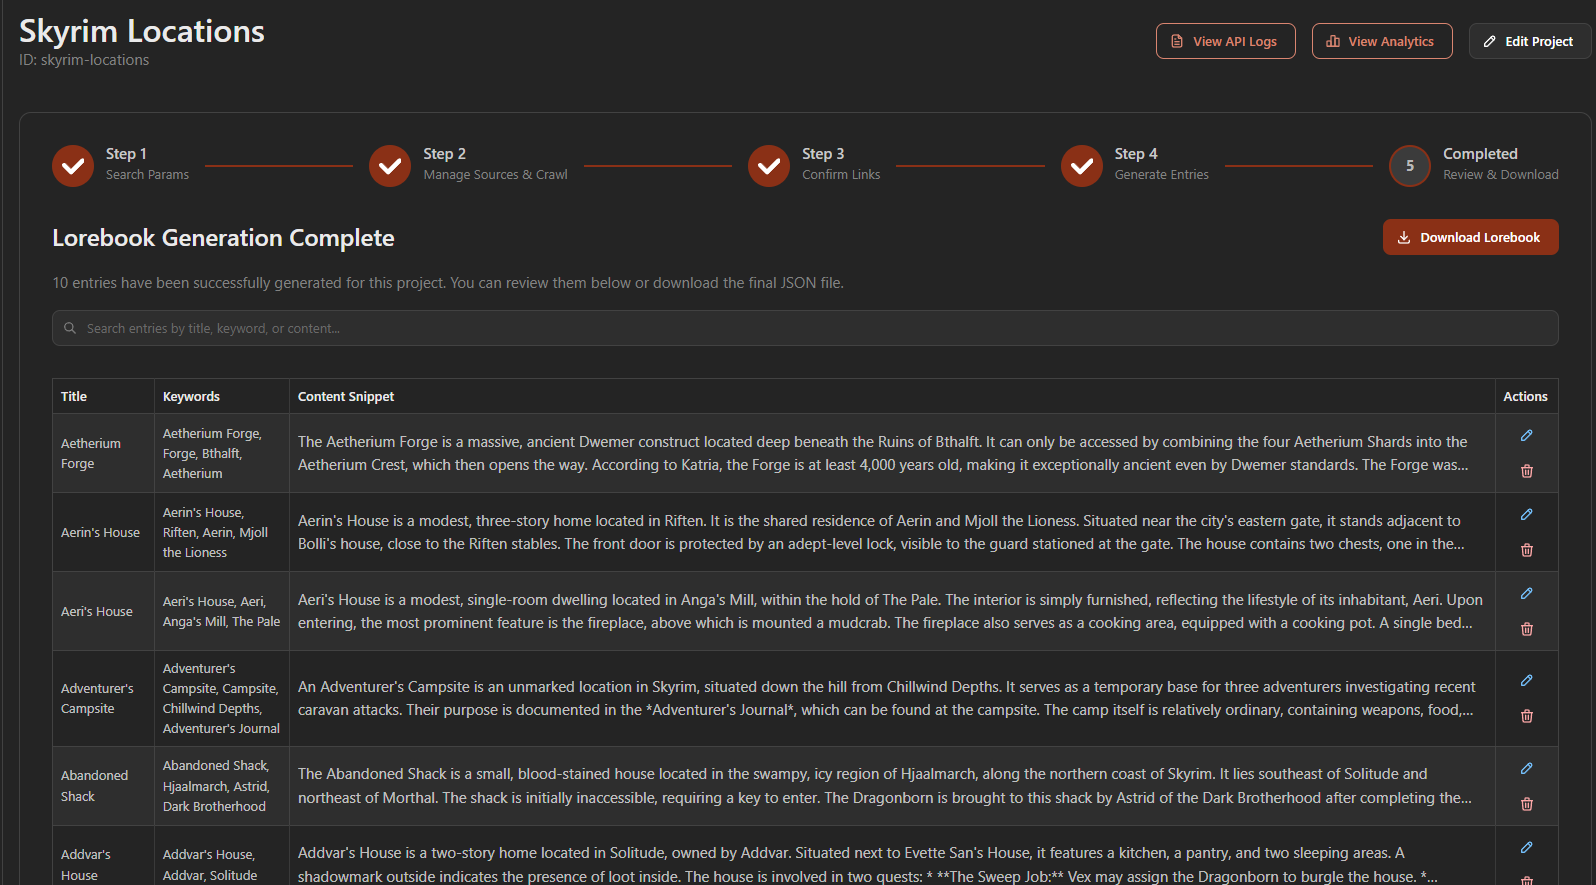 Skyrim Locations
ID: skyrim-locations
View API Logs
View Analytics
Edit Project
Step 1
Search Params
Step 2
Manage Sources & Crawl
Step 3
Confirm Links
Step 4
Generate Entries
5
Completed
Review & Download
Lorebook Generation Complete
Download Lorebook
10 entries have been successfully generated for this project. You can review them below or download the final JSON file.
Search entries by title, keyword, or content...
Title
Keywords
Content Snippet
Actions
Aetherium
Forge
Aetherium Forge,
Forge, Bthalft,
Aetherium
The Aetherium Forge is a massive, ancient Dwemer construct located deep beneath the Ruins of Bthalft. It can only be accessed by combining the four Aetherium Shards into the
Aetherium Crest, which then opens the way. According to Katria, the Forge is at least 4,000 years old, making it exceptionally ancient even by Dwemer standards. The Forge was...
Aerin's House
Aerin's House,
Riften, Aerin, Mjoll
the Lioness
Aerin's House is a modest, three-story home located in Riften. It is the shared residence of Aerin and Mjoll the Lioness. Situated near the city's eastern gate, it stands adjacent to
Bolli's house, close to the Riften stables. The front door is protected by an adept-level lock, visible to the guard stationed at the gate. The house contains two chests, one in the...
Aeri's House
Aeri's House, Aeri,
Anga's Mill, The Pale
Aeri's House is a modest, single-room dwelling located in Anga's Mill, within the hold of The Pale. The interior is simply furnished, reflecting the lifestyle of its inhabitant, Aeri. Upon
entering, the most prominent feature is the fireplace, above which is mounted a mudcrab. The fireplace also serves as a cooking area, equipped with a cooking pot. A single bed...
Adventurer's
Campsite
Adventurer's
Campsite, Campsite,
Chillwind Depths,
Adventurer's Journal
An Adventurer's Campsite is an unmarked location in Skyrim, situated down the hill from Chillwind Depths. It serves as a temporary base for three adventurers investigating recent
caravan attacks. Their purpose is documented in the *Adventurer's Journal*, which can be found at the campsite. The camp itself is relatively ordinary, containing weapons, food,...
Abandoned
Shack
Abandoned Shack,
Hjaalmarch, Astrid,
Dark Brotherhood
The Abandoned Shack is a small, blood-stained house located in the swampy, icy region of Hjaalmarch, along the northern coast of Skyrim. It lies southeast of Solitude and
northeast of Morthal. The shack is initially inaccessible, requiring a key to enter. The Dragonborn is brought to this shack by Astrid of the Dark Brotherhood after completing the...
Addvar's
House
Addvar's House,
Addvar, Solitude
Addvar's House is a two-story home located in Solitude, owned by Addvar. Situated next to Evette San's House, it features a kitchen, a pantry, and two sleeping areas. A
shadowmark outside indicates the presence of loot inside. The house is involved in two quests: * **The Sweep Job:** Vex may assign the Dragonborn to burgle the house. *...